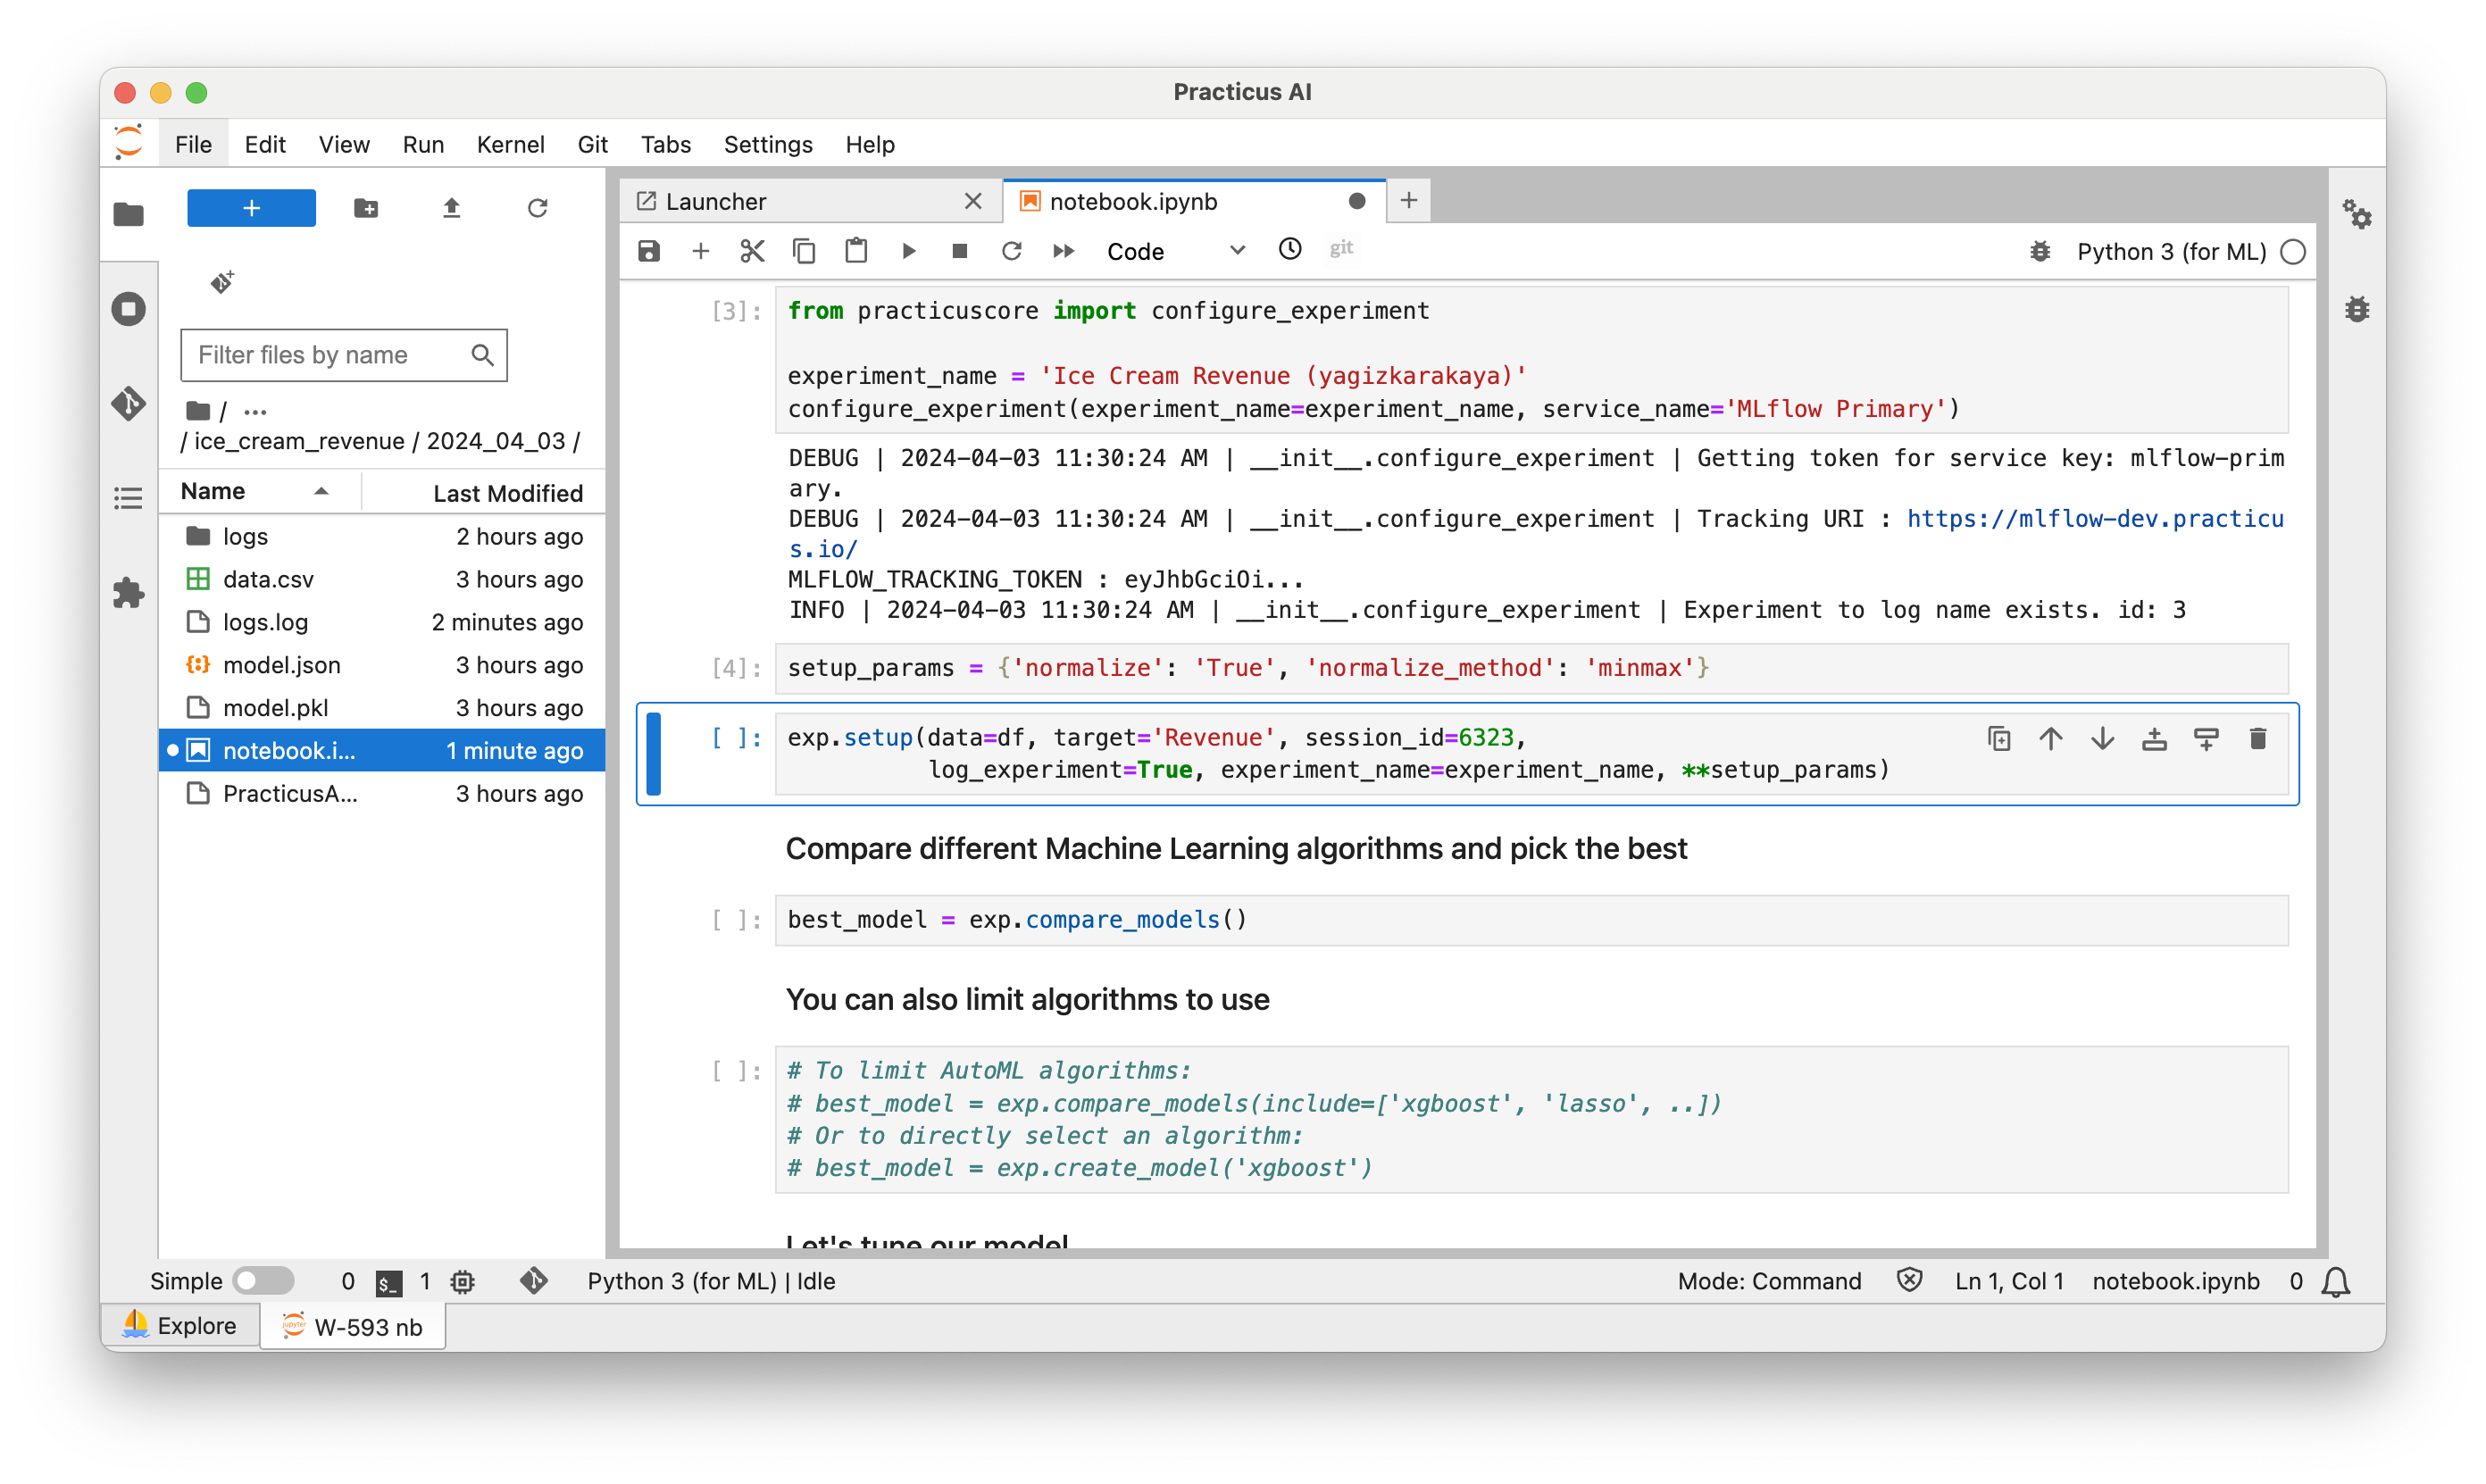 Practicus AI
File Edit View Run Kernel Git Tabs Settings Help
+
Filter files by name
/ ...
/ ice_cream_revenue / 2024_04_03 /
Name Last Modified
logs 2 hours ago
data.csv 3 hours ago
logs.log 2 minutes ago
model.json 3 hours ago
model.pkl 3 hours ago
notebook.i... 1 minute ago
PracticusA... 3 hours ago
Launcher notebook.ipynb
Code git Python 3 (for ML)
[3]: from practicuscore import configure_experiment
experiment_name = 'Ice Cream Revenue (yagizkarakaya)'
configure_experiment(experiment_name=experiment_name, service_name='MLflow Primary')
DEBUG | 2024-04-03 11:30:24 AM | __init__.configure_experiment | Getting token for service key: mlflow-prim
ary.
DEBUG | 2024-04-03 11:30:24 AM | __init__.configure_experiment | Tracking URI : https://mlflow-dev.practicu
s.io/
MLFLOW_TRACKING_TOKEN : eyJhbGciOi...
INFO | 2024-04-03 11:30:24 AM | __init__.configure_experiment | Experiment to log name exists. id: 3
[4]: setup_params = {'normalize': 'True', 'normalize_method': 'minmax'}
[ ]: exp.setup(data=df, target='Revenue', session_id=6323,
log_experiment=True, experiment_name=experiment_name, **setup_params)
Compare different Machine Learning algorithms and pick the best
[ ]: best_model = exp.compare_models()
You can also limit algorithms to use
[ ]: # To limit AutoML algorithms:
# best_model = exp.compare_models(include=['xgboost', 'lasso', ..])
# Or to directly select an algorithm:
# best_model = exp.create_model('xgboost')
Let's tune our model
Simple 0 $_ 1 Python 3 (for ML) | Idle Mode: Command Ln 1, Col 1 notebook.ipynb 0
Explore jupyter W-593 nb